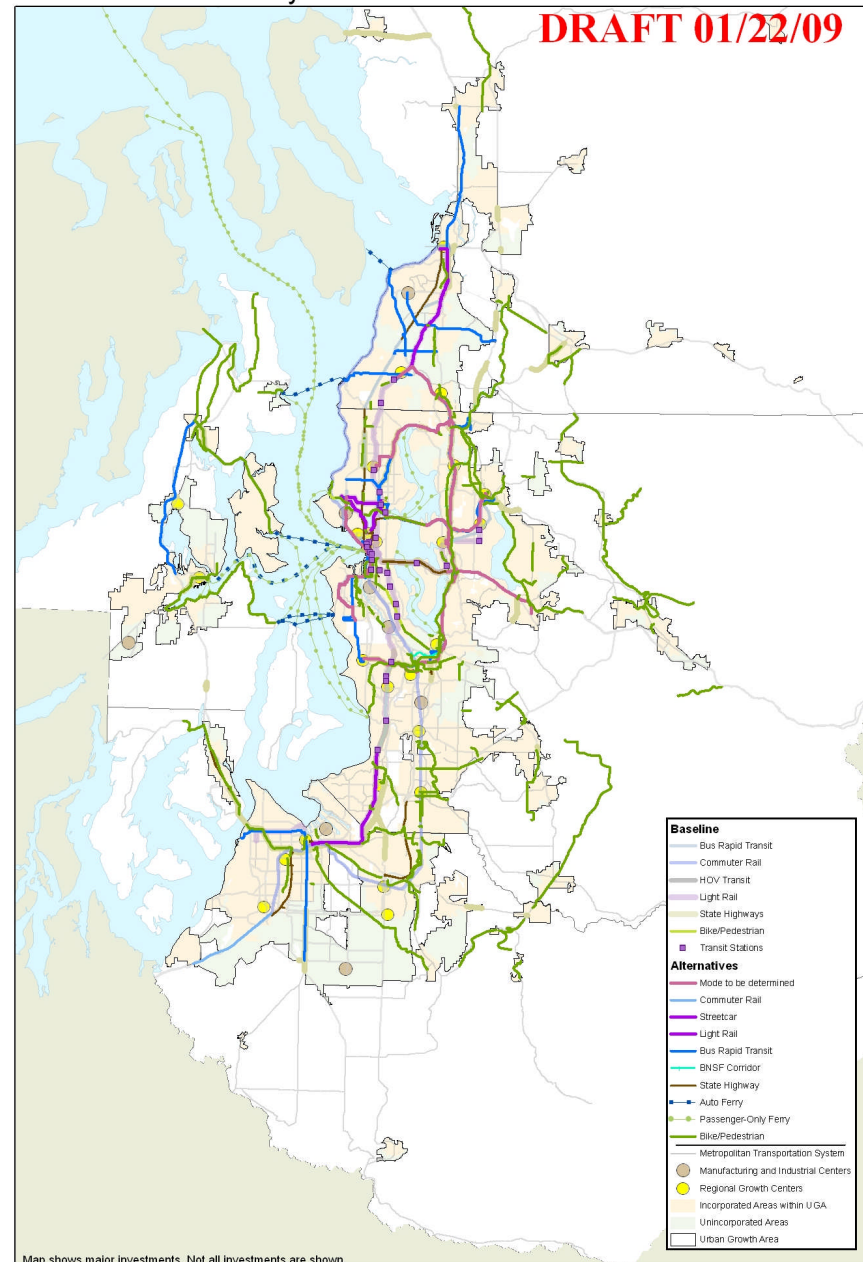 DRAFT 01/22/09
Baseline
Bus Rapid Transit
Commuter Rail
HOV Transit
Light Rail
State Highways
Bike/Pedestrian
Transit Stations
Alternatives
Mode to be determined
Commuter Rail
Streetcar
Light Rail
Bus Rapid Transit
BNSF Corridor
State Highway
Auto Ferry
Passenger-Only Ferry
Bike/Pedestrian
Metropolitan Transportation System
Manufacturing and Industrial Centers
Regional Growth Centers
Incorporated Areas within UGA
Unincorporated Areas
Urban Growth Area
Map shows major investments. Not all investments are shown